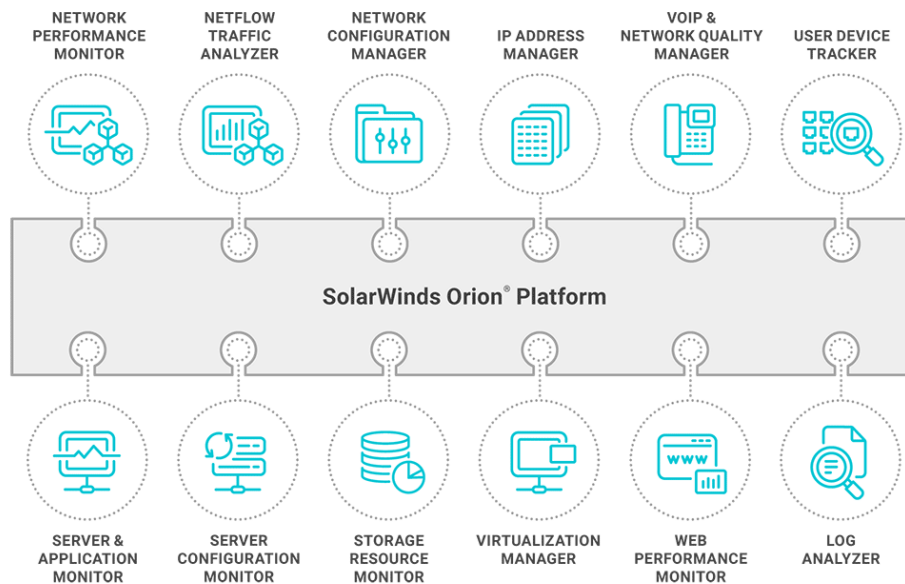 NETWORK
PERFORMANCE
MONITOR
NETFLOW
TRAFFIC
ANALYZER
NETWORK
CONFIGURATION
MANAGER
IP ADDRESS
MANAGER
VOIP &
NETWORK QUALITY
MANAGER
USER DEVICE
TRACKER
SolarWinds Orion® Platform
WWW
SERVER &
APPLICATION
MONITOR
SERVER
CONFIGURATION
MONITOR
STORAGE
RESOURCE
MONITOR
VIRTUALIZATION
MANAGER
WEB
PERFORMANCE
MONITOR
LOG
ANALYZER